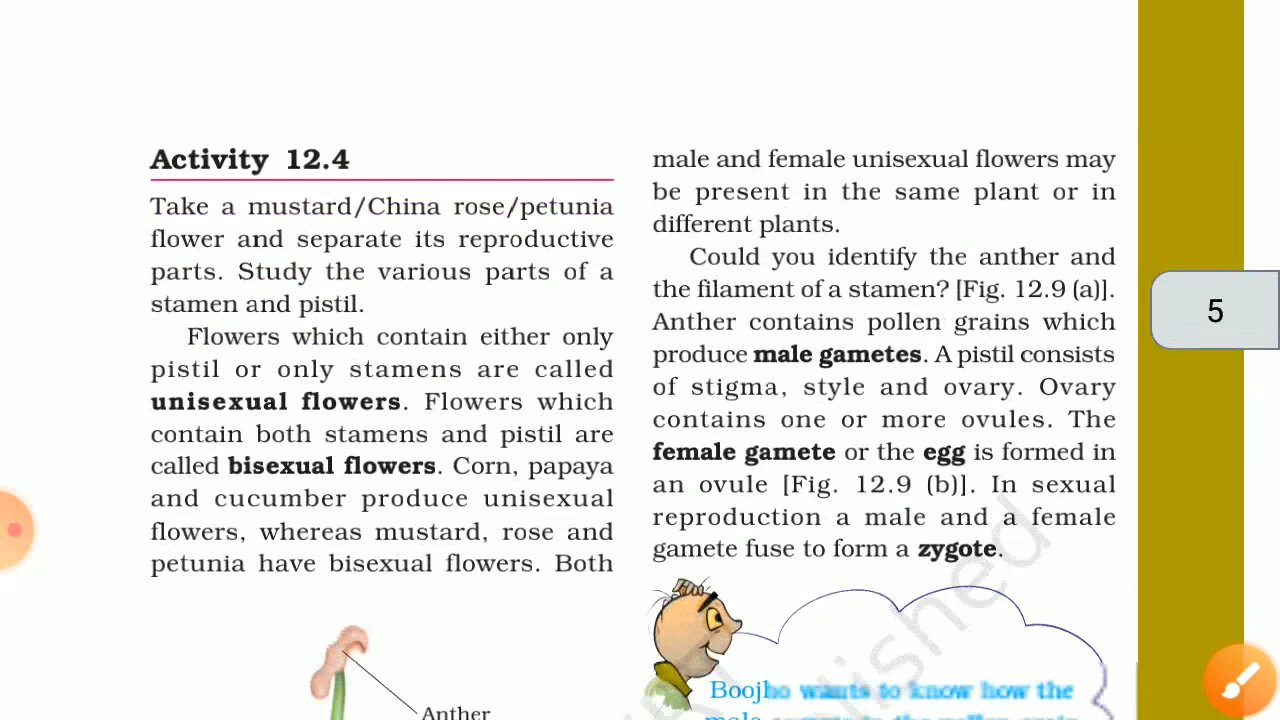 Activity 12.4
Take a mustard/China rose/petunia
flower and separate its reproductive
parts. Study the various parts of a
stamen and pistil.
Flowers which contain either only
pistil or only stamens are called
unisexual flowers. Flowers which
contain both stamens and pistil are
called bisexual flowers. Corn, papaya
and cucumber produce unisexual
flowers, whereas mustard, rose and
petunia have bisexual flowers. Both
Anther
male and female unisexual flowers may
be present in the same plant or in
different plants.
Could you identify the anther and
the filament of a stamen? [Fig. 12.9 (a)].
Anther contains pollen grains which
produce male gametes. A pistil consists
of stigma, style and ovary. Ovary
contains one or more ovules. The
female gamete or the egg is formed in
an ovule [Fig. 12.9 (b)]. In sexual
reproduction a male and a female
gamete fuse to form a zygote.
Boojho wants to know how the
5